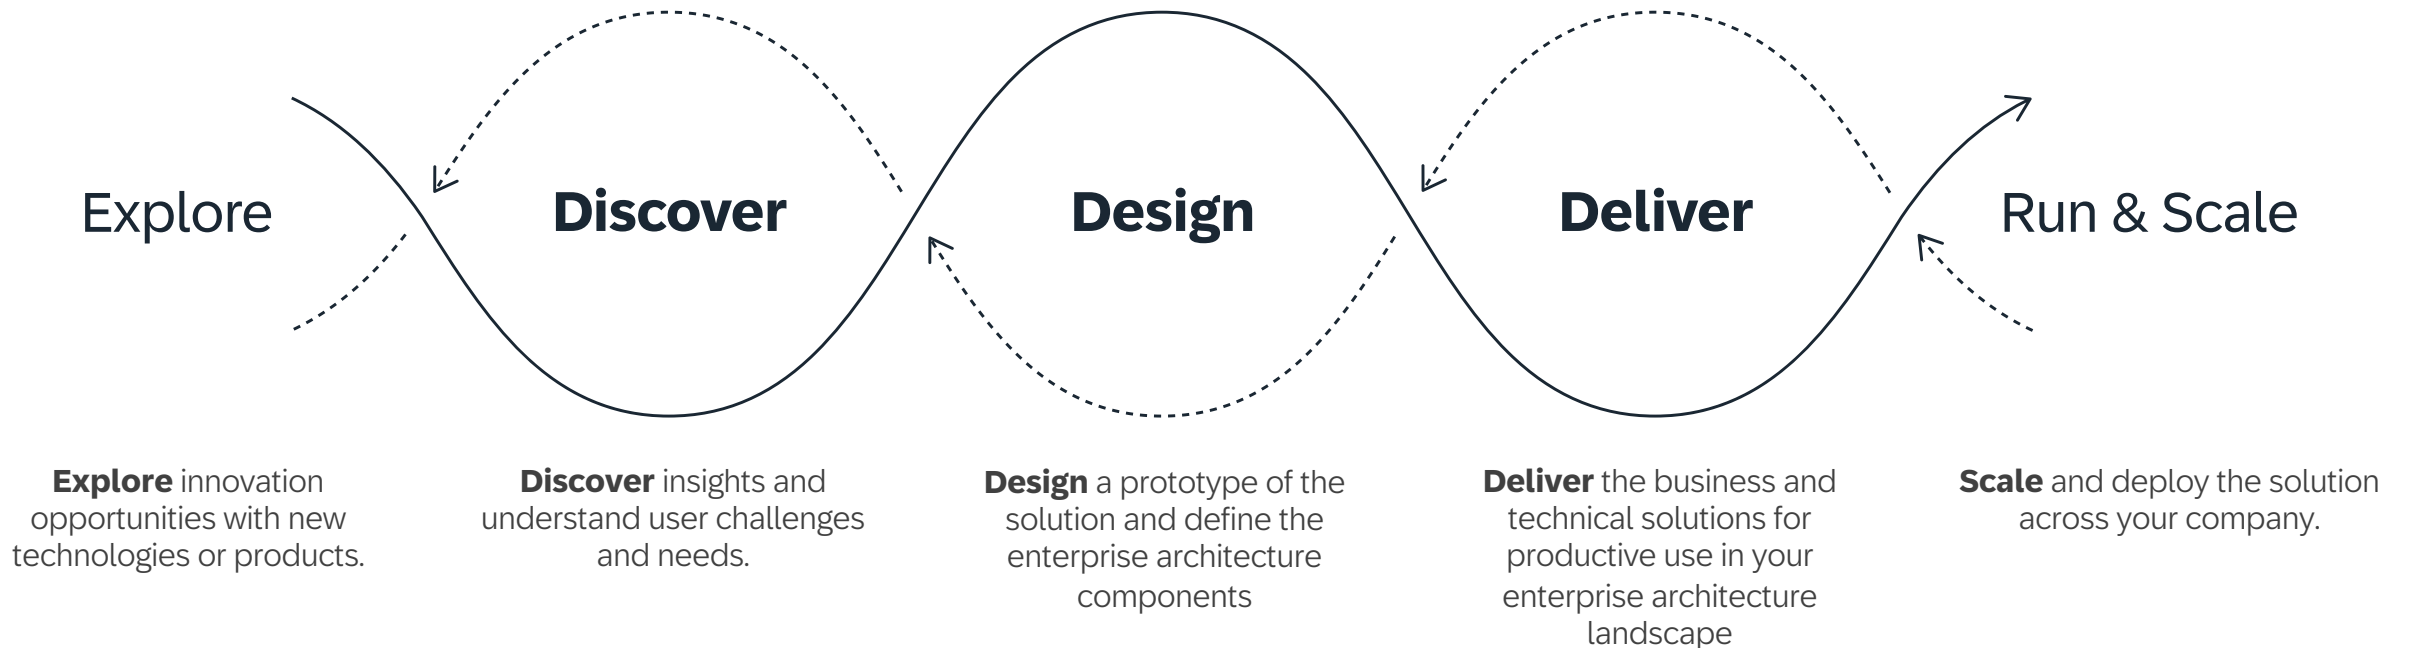 Explore
Discover
Design
Deliver
Run & Scale
Explore innovation
opportunities with new
technologies or products.
Discover insights and
understand user challenges
and needs.
Design a prototype of the
solution and define the
enterprise architecture
components
Deliver the business and
technical solutions for
productive use in your
enterprise architecture
landscape
Scale and deploy the solution
across your company.